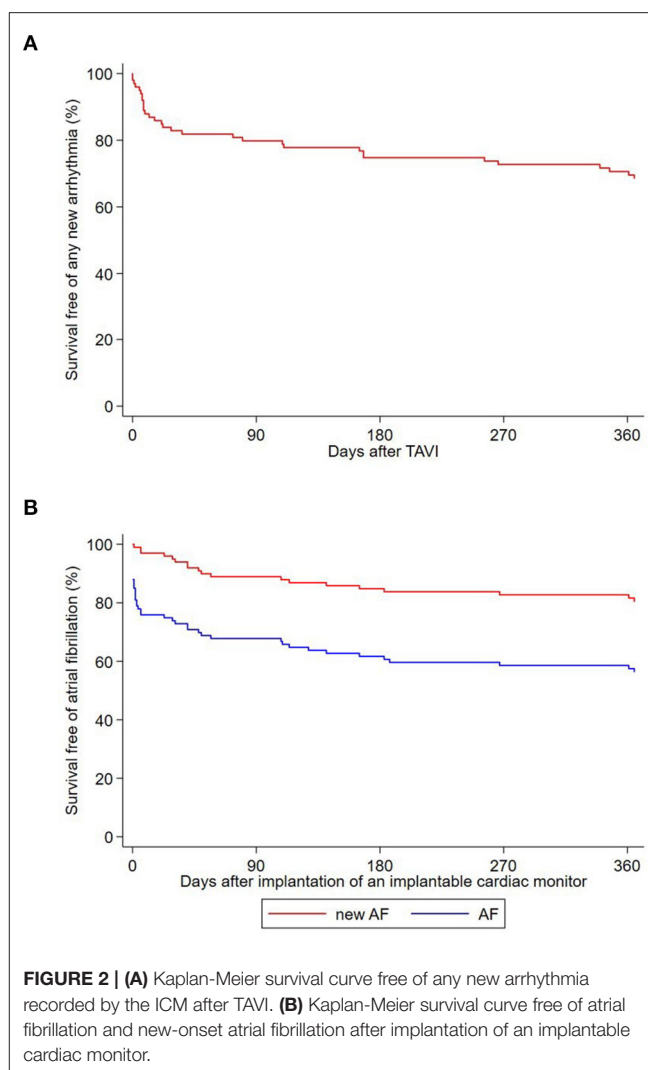 A
Survival free of any new arrhythmia (%)
100
80
60
40
20
0
0 90 180 270 360
Days after TAVI
B
Survival free of atrial fibrillation (%)
100
80
60
40
20
0
0 90 180 270 360
Days after implantation of an implantable cardiac monitor
new AF AF
FIGURE 2 | (A) Kaplan-Meier survival curve free of any new arrhythmia
recorded by the ICM after TAVI. (B) Kaplan-Meier survival curve free of atrial
fibrillation and new-onset atrial fibrillation after implantation of an implantable
cardiac monitor.